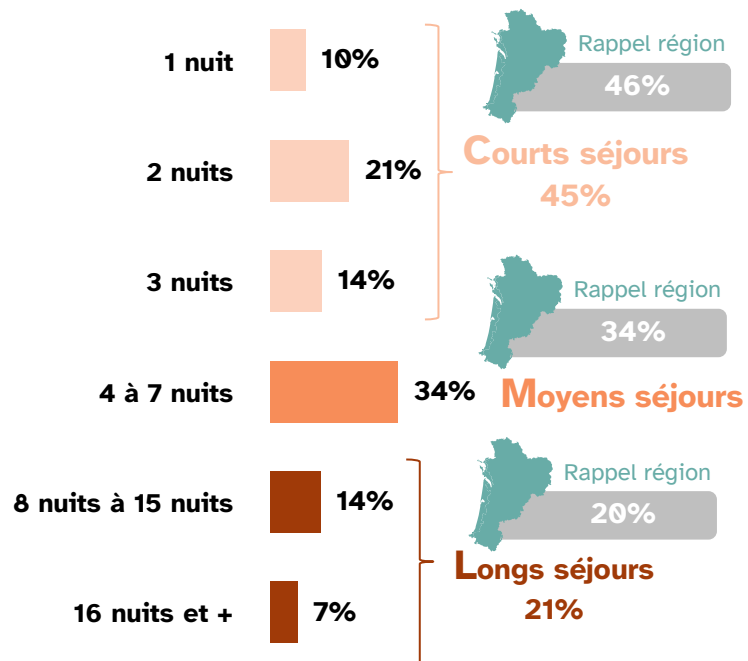 1 nuit
10%
Rappel région
46%
2 nuits
21%
Courts séjours
45%
3 nuits
14%
Rappel région
34%
4 à 7 nuits
34%
Moyens séjours
8 nuits à 15 nuits
14%
Rappel région
20%
Longs séjours
21%
16 nuits et +
7%